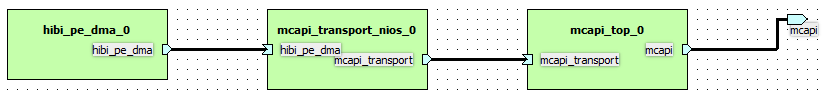 hibi_pe_dma_0
hibi_pe_dma
mcapi_transport_nios_0
hibi_pe_dma
mcapi_transport
mcapi_top_0
mcapi
mcapi_transport
mcapi